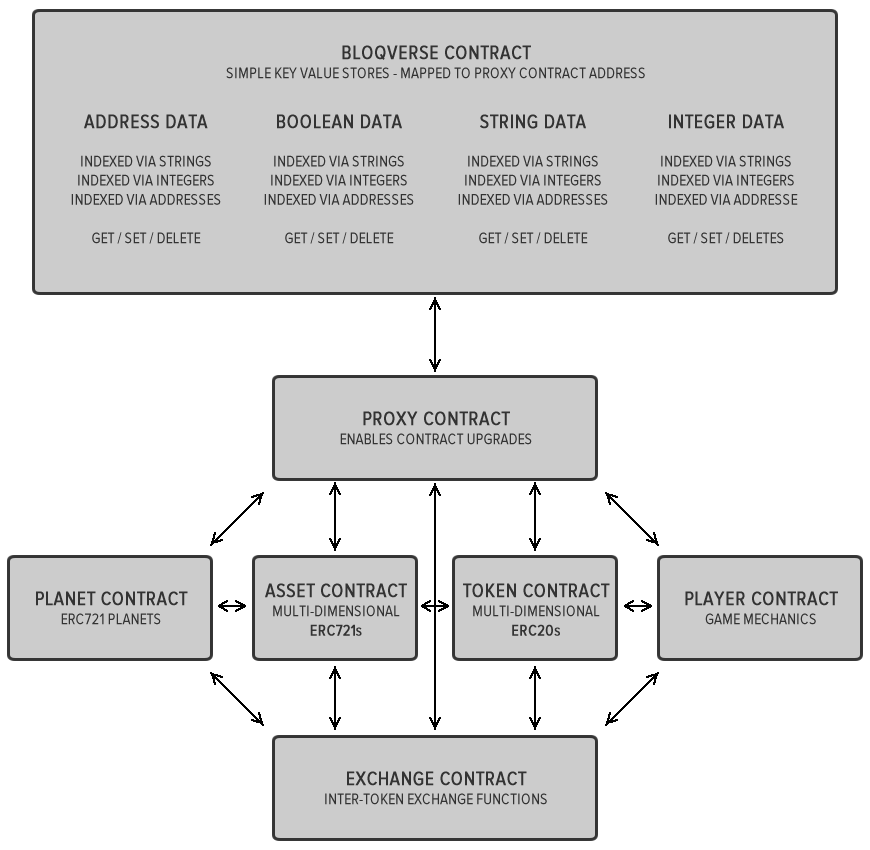 BLOQVERSE CONTRACT
SIMPLE KEY VALUE STORES - MAPPED TO PROXY CONTRACT ADDRESS
ADDRESS DATA
INDEXED VIA STRINGS
INDEXED VIA INTEGERS
INDEXED VIA ADDRESSES
GET / SET / DELETE
BOOLEAN DATA
INDEXED VIA STRINGS
INDEXED VIA INTEGERS
INDEXED VIA ADDRESSES
GET / SET / DELETE
STRING DATA
INDEXED VIA STRINGS
INDEXED VIA INTEGERS
INDEXED VIA ADDRESSES
GET / SET / DELETE
INTEGER DATA
INDEXED VIA STRINGS
INDEXED VIA INTEGERS
INDEXED VIA ADDRESSE
GET / SET / DELETES
PROXY CONTRACT
ENABLES CONTRACT UPGRADES
PLANET CONTRACT
ERC721 PLANETS
ASSET CONTRACT
MULTI-DIMENSIONAL
ERC721s
TOKEN CONTRACT
MULTI-DIMENSIONAL
ERC20s
PLAYER CONTRACT
GAME MECHANICS
EXCHANGE CONTRACT
INTER-TOKEN EXCHANGE FUNCTIONS